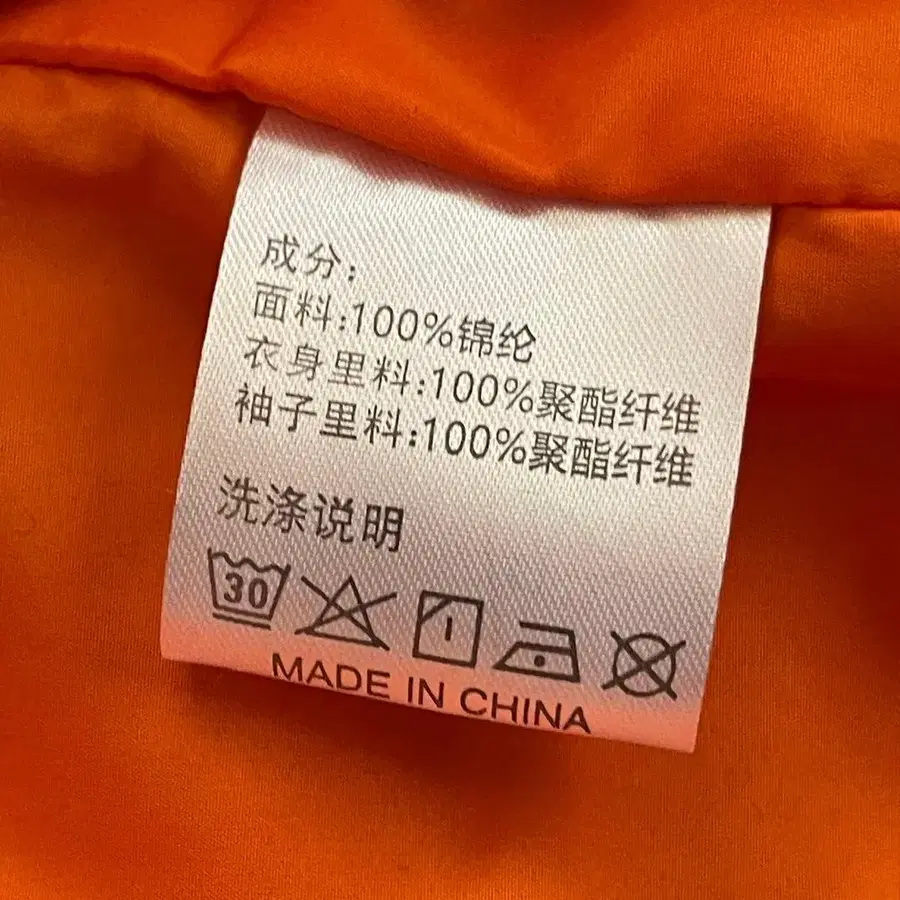 成分:
面料:100%锦纶
衣身里料:100%聚酯纤维
袖子里料:100%聚酯纤维
洗涤说明
30
MADE IN CHINA